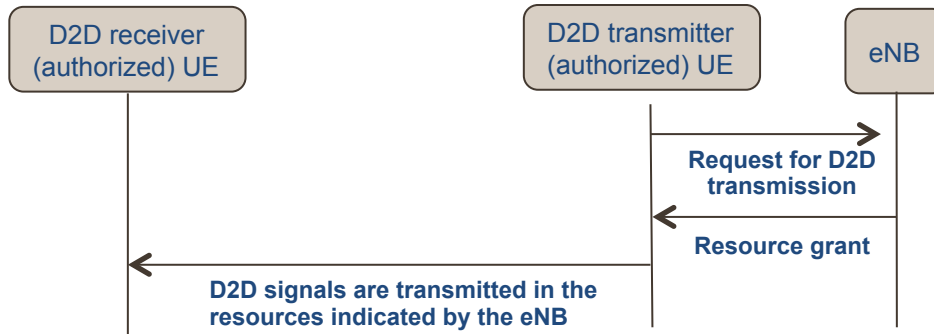 D2D receiver
(authorized) UE
D2D transmitter
(authorized) UE
eNB
Request for D2D
transmission
Resource grant
D2D signals are transmitted in the
resources indicated by the eNB